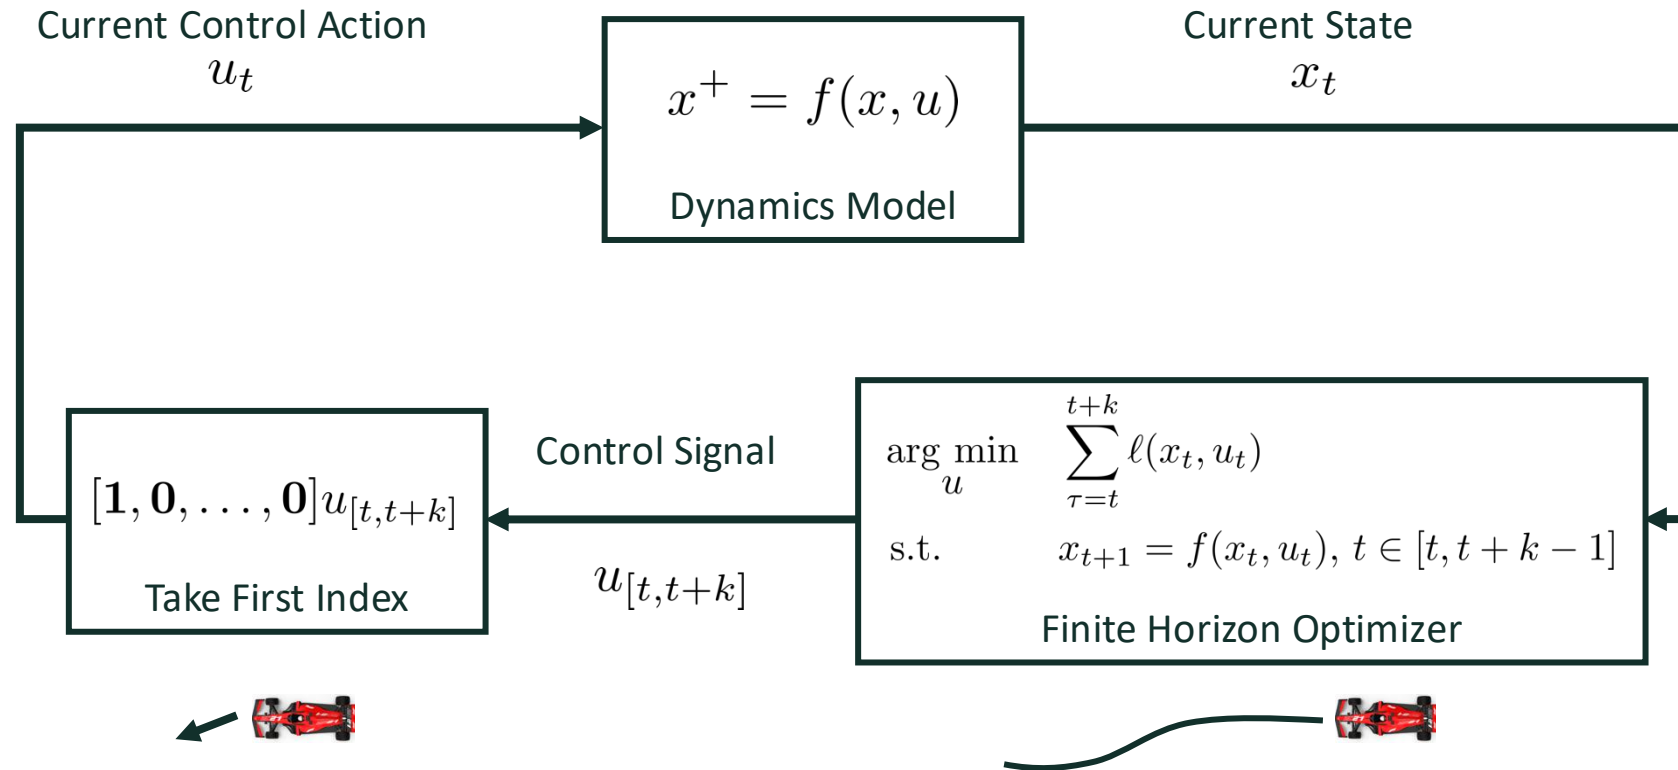 Current Control Action
u_t
x^+ = f(x, u)
Dynamics Model
Current State
x_t
[1, 0, . . . , 0]u_{[t,t+k]}
Take First Index
Control Signal
u_{[t,t+k]}
arg min_u ∑_{τ=t}^{t+k} ℓ(x_t, u_t)
s.t. x_{t+1} = f(x_t, u_t), t ∈ [t, t + k − 1]
Finite Horizon Optimizer